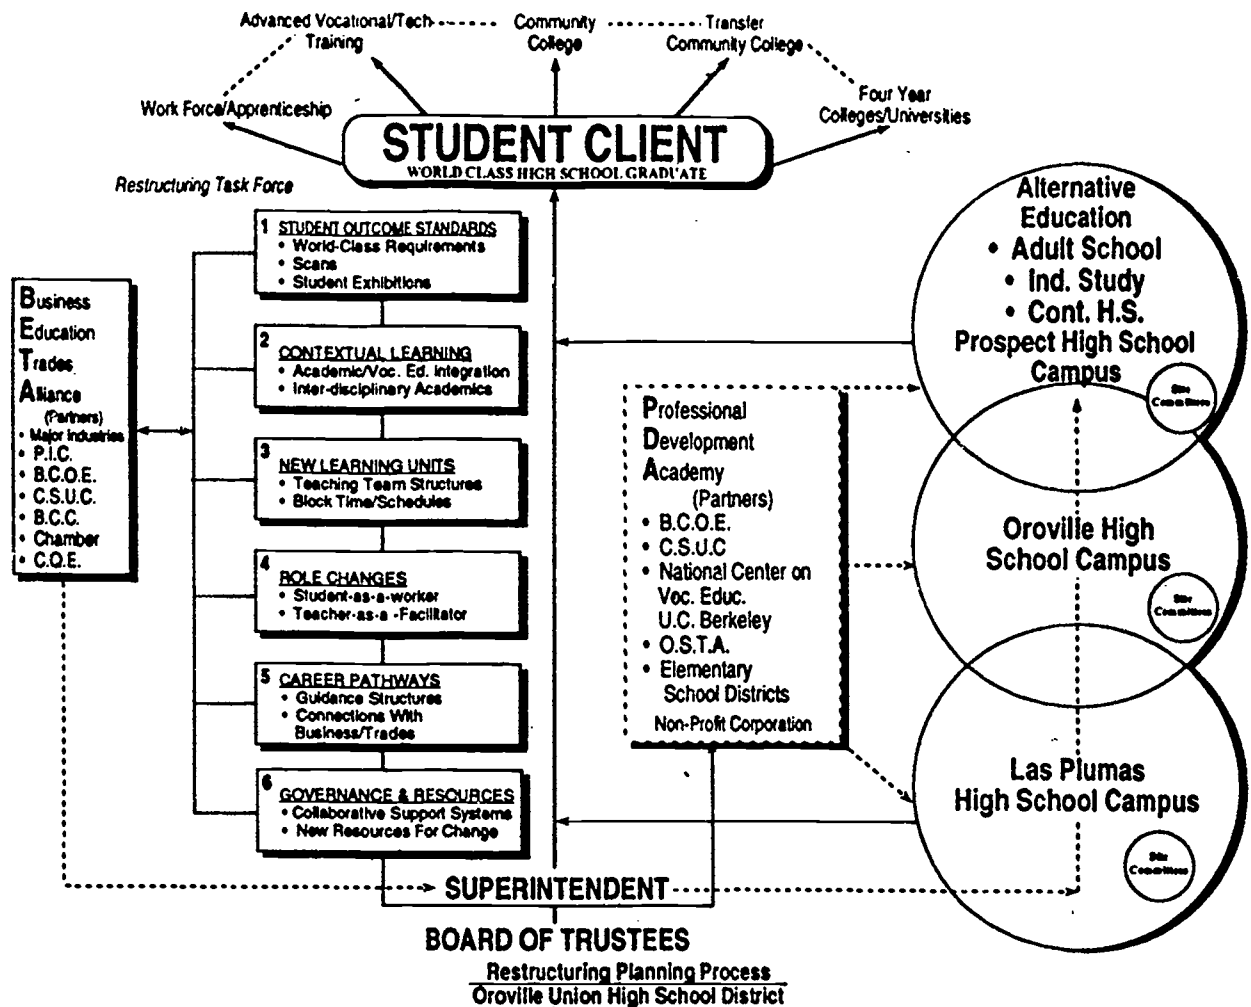 Advanced Vocational/Tech
Training
Community
College
Transfer
Community College
Work Force/Apprenticeship
Four Year
Colleges/Universities
STUDENT CLIENT
WORLD CLASS HIGH SCHOOL GRADUATE
Restructuring Task Force
1 STUDENT OUTCOME STANDARDS
• World-Class Requirements
• Scans
• Student Exhibitions
2 CONTEXTUAL LEARNING
• Academic/Voc. Ed. Integration
• Inter-disciplinary Academics
3 NEW LEARNING UNITS
• Teaching Team Structures
• Block Time/Schedules
4 ROLE CHANGES
• Student-as-a-worker
• Teacher-as-a -Facilitator
5 CAREER PATHWAYS
• Guidance Structures
• Connections With
Business/Trades
6 GOVERNANCE & RESOURCES
• Collaborative Support Systems
• New Resources For Change
Business
Education
Trades
Alliance
(Partners)
• Major Industries
• P.I.C.
• B.C.O.E.
• C.S.U.C.
• B.C.C.
• Chamber
• C.O.E.
Professional
Development
Academy
(Partners)
• B.C.O.E.
• C.S.U.C
• National Center on
Voc. Educ.
U.C. Berkeley
• O.S.T.A.
• Elementary
School Districts
Non-Profit Corporation
Alternative
Education
• Adult School
• Ind. Study
• Cont. H.S.
Prospect High School
Campus
Site
Committees
Oroville High
School Campus
Site
Committees
Las Plumas
High School Campus
Site
Committees
SUPERINTENDENT
BOARD OF TRUSTEES
Restructuring Planning Process
Oroville Union High School District